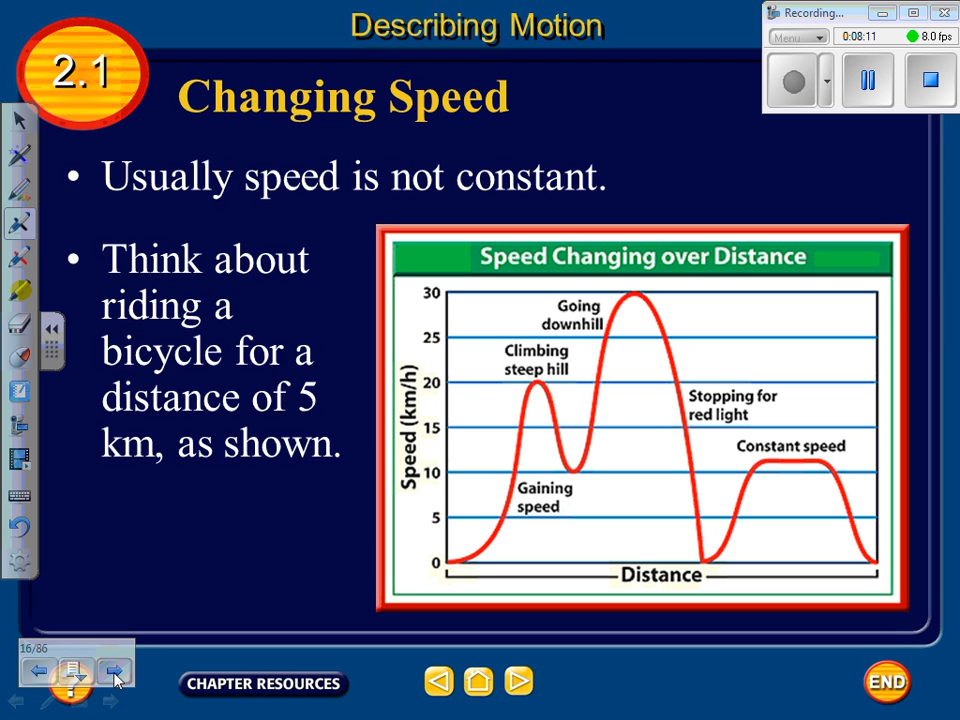 Describing Motion
Recording...
Menu
0:08:11
8.0 fps
2.1
Changing Speed
• Usually speed is not constant.
• Think about
riding a
bicycle for a
distance of 5
km, as shown.
Speed Changing over Distance
Speed (km/h)
30
25
20
15
10
5
0
Going
downhill
Climbing
steep hill
Stopping for
red light
Constant speed
Gaining
speed
Distance
16/86
?
CHAPTER RESOURCES
END